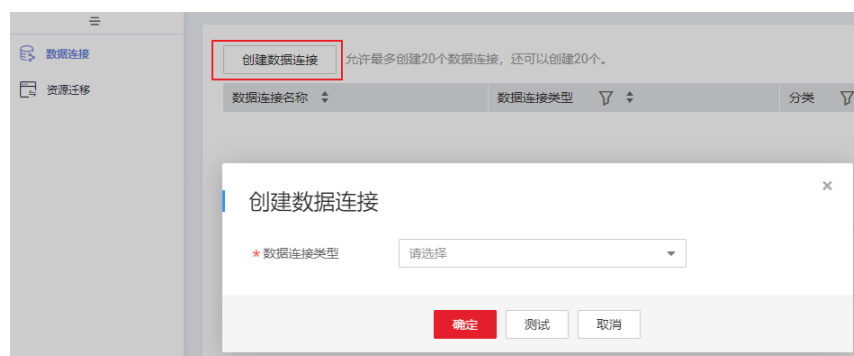 数据连接
资源迁移
创建数据连接 允许最多创建20个数据连接，还可以创建20个。
数据连接名称 数据连接类型 分类
创建数据连接
*数据连接类型 请选择
确定 测试 取消